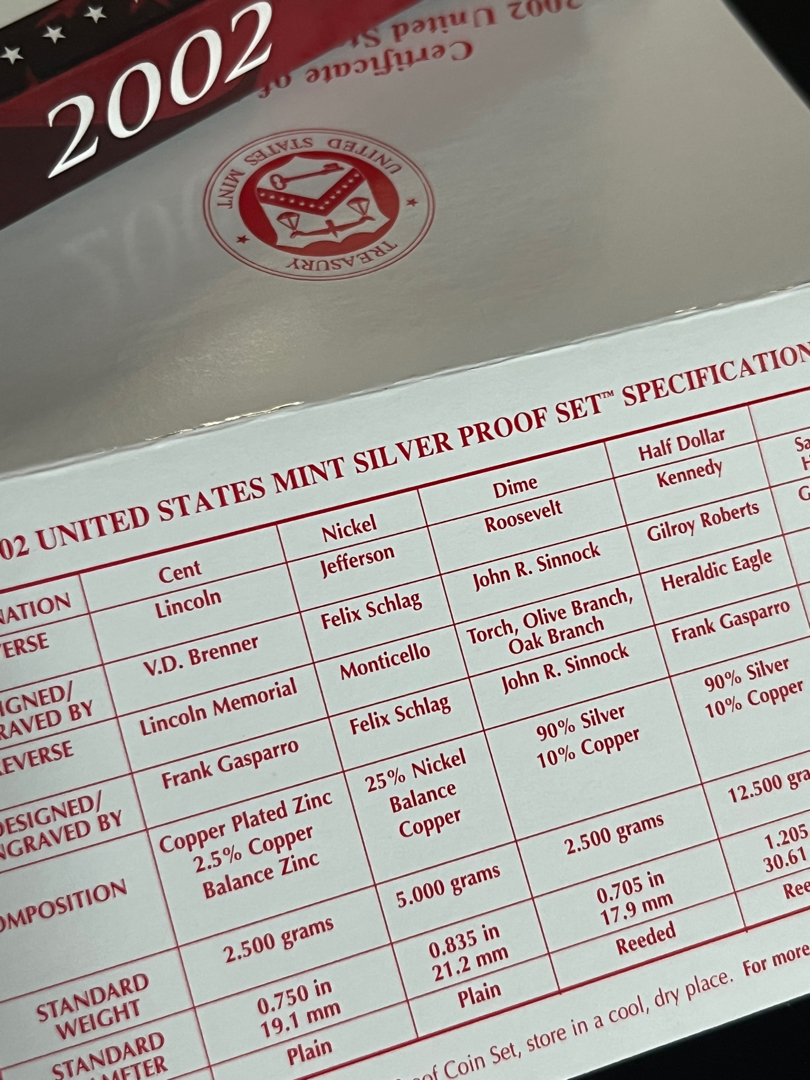 2002
Certificate of
2002 United St
UNITED STATES MINT
TREASURY
02 UNITED STATES MINT SILVER PROOF SET™ SPECIFICATION
NATION Cent Nickel Dime Half Dollar
VERSE Lincoln Jefferson Roosevelt Kennedy Sa
H
IGNED/
RAVED BY V.D. Brenner Felix Schlag John R. Sinnock Gilroy Roberts G
EVERSE Lincoln Memorial Monticello Torch, Olive Branch,
Oak Branch Heraldic Eagle
DESIGNED/
NGRAVED BY Frank Gasparro Felix Schlag John R. Sinnock Frank Gasparro
OMPOSITION Copper Plated Zinc
2.5% Copper
Balance Zinc 25% Nickel
Balance
Copper 90% Silver
10% Copper 90% Silver
10% Copper
STANDARD
WEIGHT 2.500 grams 5.000 grams 2.500 grams 12.500 gra
STANDARD
AMETER 0.750 in
19.1 mm 0.835 in
21.2 mm 0.705 in
17.9 mm 1.205
30.61
Plain Plain Reeded Ree
of Coin Set, store in a cool, dry place. For more